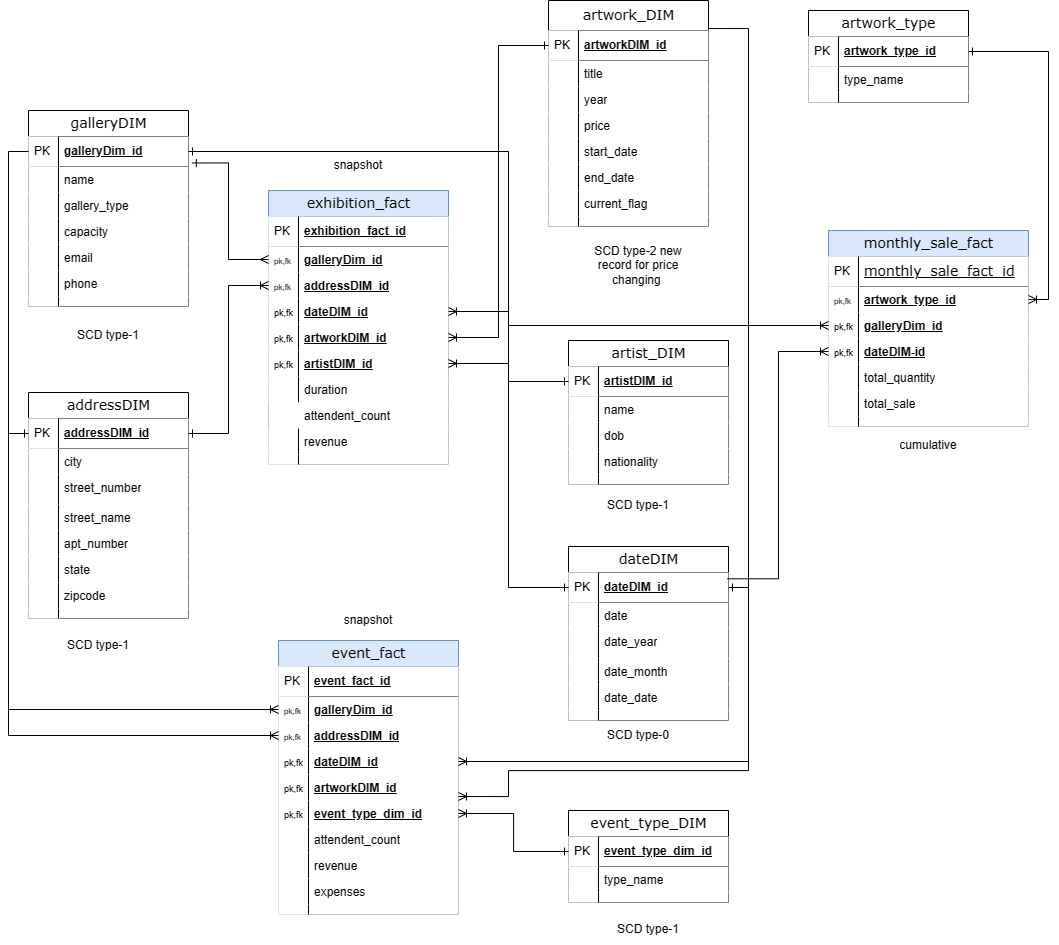 artwork_DIM
PK artworkDIM_id
title
year
price
start_date
end_date
current_flag
SCD type-2 new
record for price
changing
artwork_type
PK artwork_type_id
type_name
galleryDIM
PK galleryDim_id
name
gallery_type
capacity
email
phone
SCD type-1
snapshot
exhibition_fact
PK exhibition_fact_id
pk,fk galleryDim_id
pk,fk addressDIM_id
pk,fk dateDIM_id
pk,fk artworkDIM_id
pk,fk artistDIM_id
duration
attendent_count
revenue
monthly_sale_fact
PK monthly_sale_fact_id
pk,fk artwork_type_id
pk,fk galleryDim_id
pk,fk dateDIM-id
total_quantity
total_sale
cumulative
artist_DIM
PK artistDIM_id
name
dob
nationality
SCD type-1
addressDIM
PK addressDIM_id
city
street_number
street_name
apt_number
state
zipcode
SCD type-1
dateDIM
PK dateDIM_id
date
date_year
date_month
date_date
SCD type-0
snapshot
event_fact
PK event_fact_id
pk,fk galleryDim_id
pk,fk addressDIM_id
pk,fk dateDIM_id
pk,fk artworkDIM_id
pk,fk event_type_dim_id
attendent_count
revenue
expenses
event_type_DIM
PK event_type_dim_id
type_name
SCD type-1